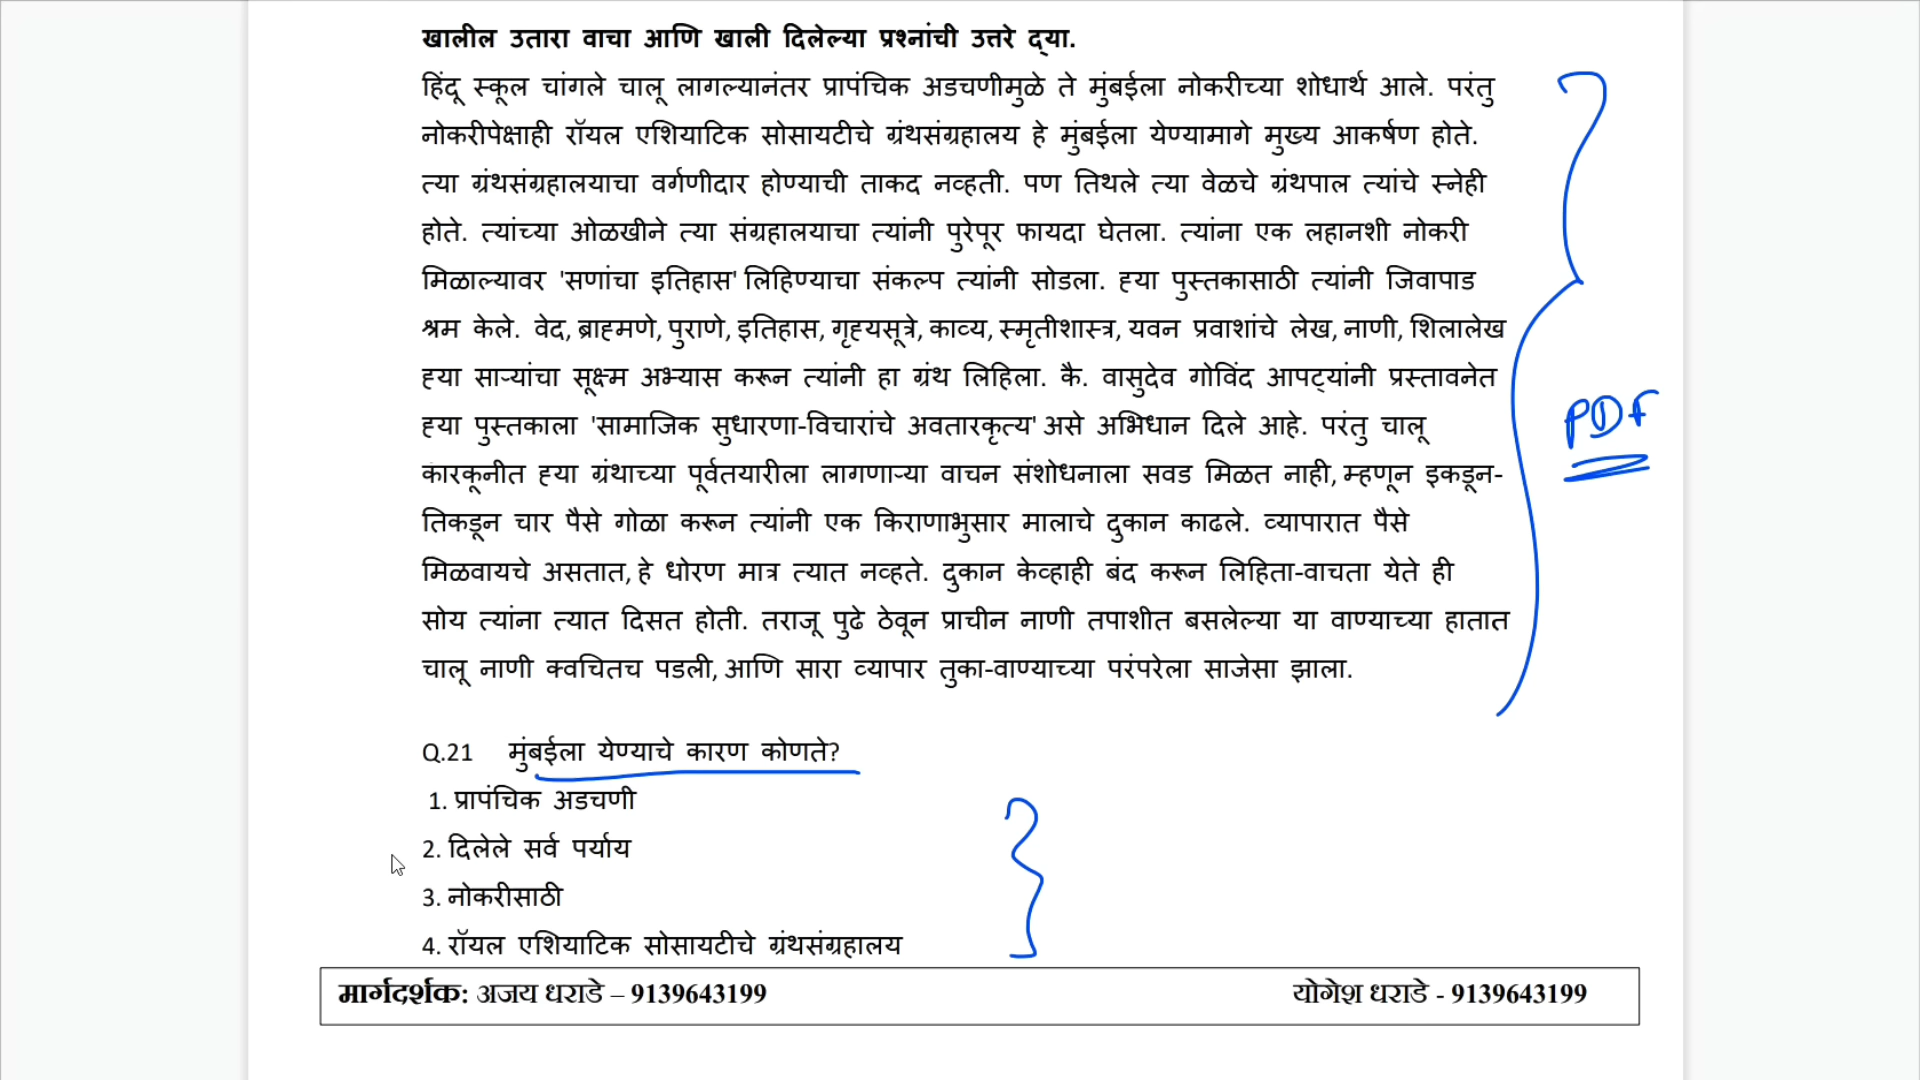 खालील उतारा वाचा आणि खाली दिलेल्या प्रश्नांची उत्तरे द्या.
हिंदू स्कूल चांगले चालू लागल्यानंतर प्रापंचिक अडचणीमुळे ते मुंबईला नोकरीच्या शोधार्थ आले. परंतु
नोकरीपेक्षाही रॉयल एशियाटिक सोसायटीचे ग्रंथसंग्रहालय हे मुंबईला येण्यामागे मुख्य आकर्षण होते.
त्या ग्रंथसंग्रहालयाचा वर्गणीदार होण्याची ताकद नव्हती. पण तिथले त्या वेळचे ग्रंथपाल त्यांचे स्नेही
होते. त्यांच्या ओळखीने त्या संग्रहालयाचा त्यांनी पुरेपूर फायदा घेतला. त्यांना एक लहानशी नोकरी
मिळाल्यावर 'सणांचा इतिहास' लिहिण्याचा संकल्प त्यांनी सोडला. ह्या पुस्तकासाठी त्यांनी जिवापाड
श्रम केले. वेद, ब्राह्मणे, पुराणे, इतिहास, गृह्यसूत्रे, काव्य, स्मृतीशास्त्र, यवन प्रवाशांचे लेख, नाणी, शिलालेख
ह्या साऱ्यांचा सूक्ष्म अभ्यास करून त्यांनी हा ग्रंथ लिहिला. कै. वासुदेव गोविंद आपट्यांनी प्रस्तावनेत
ह्या पुस्तकाला 'सामाजिक सुधारणा-विचारांचे अवतारकृत्य' असे अभिधान दिले आहे. परंतु चालू
कारकूनीत ह्या ग्रंथाच्या पूर्वतयारीला लागणाऱ्या वाचन संशोधनाला सवड मिळत नाही, म्हणून इकडून-
तिकडून चार पैसे गोळा करून त्यांनी एक किराणाभुसार मालाचे दुकान काढले. व्यापारात पैसे
मिळवायचे असतात, हे धोरण मात्र त्यात नव्हते. दुकान केव्हाही बंद करून लिहिता-वाचता येते ही
सोय त्यांना त्यात दिसत होती. तराजू पुढे ठेवून प्राचीन नाणी तपाशीत बसलेल्या या वाण्याच्या हातात
चालू नाणी क्वचितच पडली, आणि सारा व्यापार तुका-वाण्याच्या परंपरेला साजेसा झाला.
PDF
Q.21 मुंबईला येण्याचे कारण कोणते?
1. प्रापंचिक अडचणी
2. दिलेले सर्व पर्याय
3. नोकरीसाठी
4. रॉयल एशियाटिक सोसायटीचे ग्रंथसंग्रहालय
मार्गदर्शक: अजय धराडे – 9139643199 योगेश धराडे - 9139643199